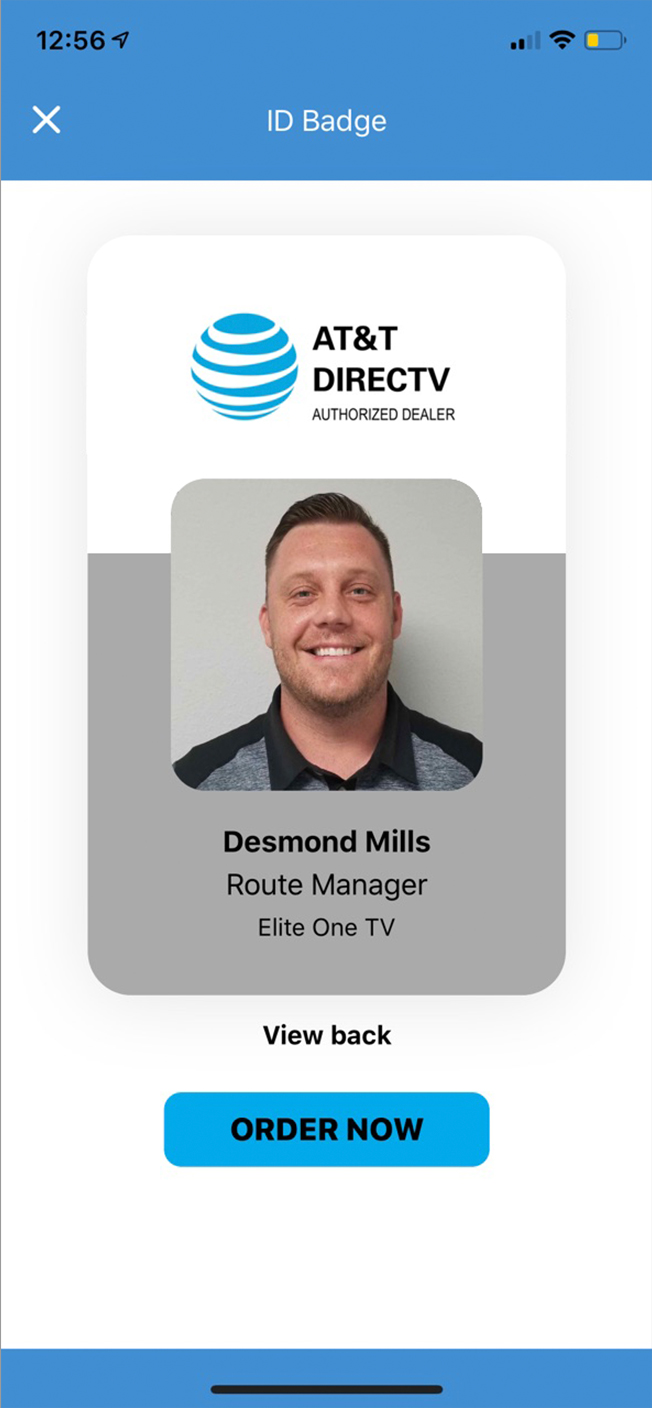 12:56
ID Badge
AT&T
DIRECTV
AUTHORIZED DEALER
Desmond Mills
Route Manager
Elite One TV
View back
ORDER NOW